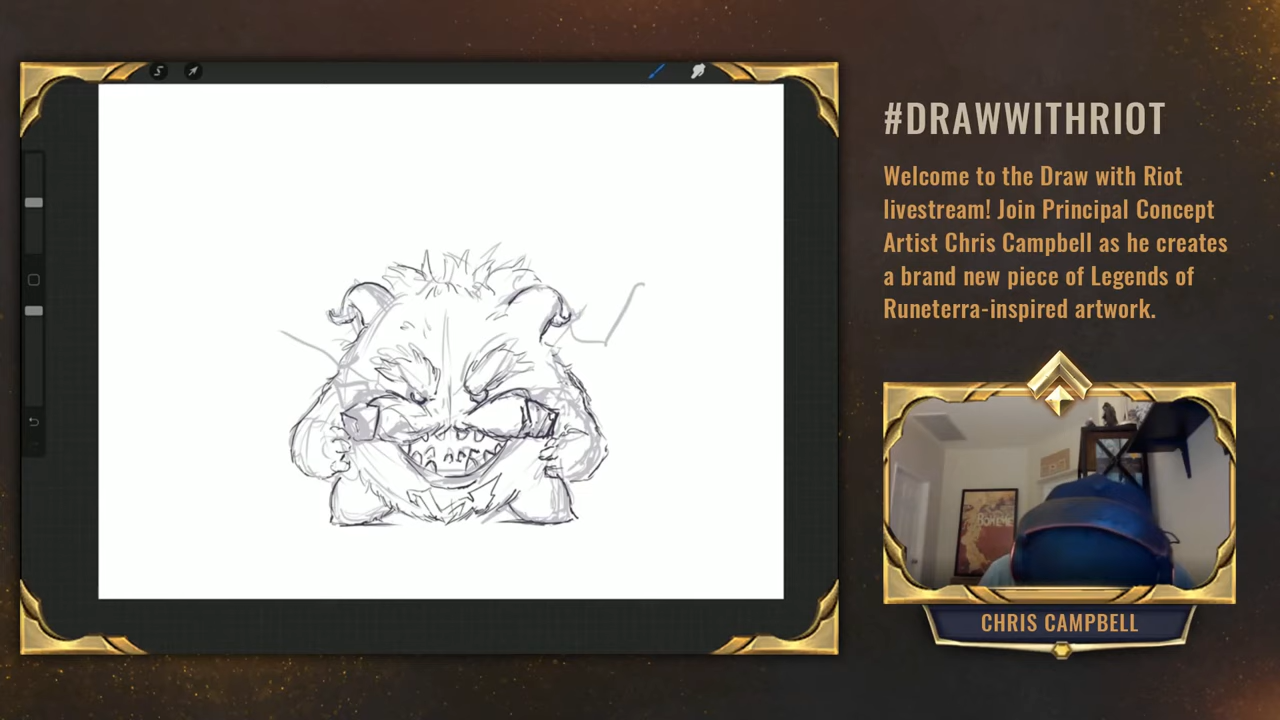 #DRAWWITHRIOT
Welcome to the Draw with Riot
livestream! Join Principal Concept
Artist Chris Campbell as he creates
a brand new piece of Legends of
Runeterra-inspired artwork.
CHRIS CAMPBELL